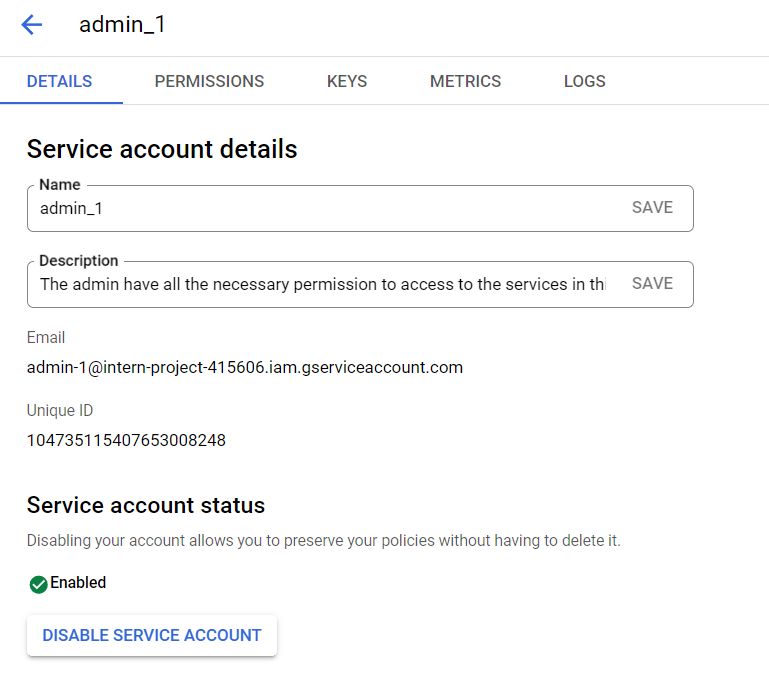 admin_1
DETAILS PERMISSIONS KEYS METRICS LOGS
Service account details
Name
admin_1 SAVE
Description
The admin have all the necessary permission to access to the services in thi SAVE
Email
admin-1@intern-project-415606.iam.gserviceaccount.com
Unique ID
104735115407653008248
Service account status
Disabling your account allows you to preserve your policies without having to delete it.
Enabled
DISABLE SERVICE ACCOUNT